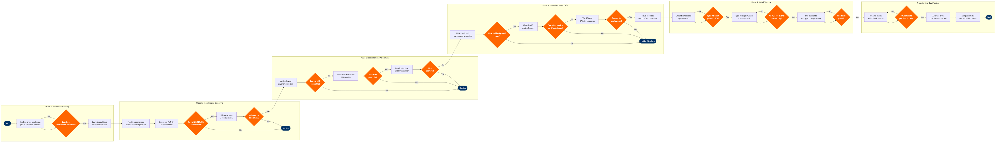 Phase 1: Workforce Planning
Start
Analyse crew headcount
gap vs. demand forecast
No
Gap above
recruitment threshold?
Yes
Submit requisition
in SuccessFactors
Phase 2: Sourcing and Screening
Publish vacancy and
build candidate pipeline
Screen vs. FAR 121
ATP minimums
Meets FAR 121.436
ATP minimums?
Yes
No
HR pre-screen
video interview
Advance to
assessment?
Yes
No
Decline
Phase 3: Selection and Assessment
Aptitude and
psychometric test
Score ≥ 65th
percentile?
Yes
No
Simulator assessment
FFS Level D
Sim result:
pass / fail?
Pass
Fail
Panel interview
and hire decision
Hire
approved?
Yes
No
Decline
Phase 4: Compliance and Offer
PRIA check and
background screening
PRIA and background
clear?
Yes
No
Class 1 AME
medical exam
First-class medical
certificate issued?
Yes
No
TSA STA and
E-Verify clearance
Cleared for
employment?
Yes
No
Issue contract
and confirm class date
Hold / Withdraw
Phase 5: Initial Training
Ground school and
systems CBT
No
Systems exam
passed ≥ 80%?
Yes
Type rating simulator
training — AQP
No
All AQP FFS events
satisfactory?
Yes
FAA checkride
and type rating issuance
No
Checkride
passed?
Yes
Phase 6: Line Qualification
IOE line check
with Check Airman
No
IOE complete
per FAR 121.434?
Yes
Activate crew
qualification record
Assign domicile
and initial PBS roster
End